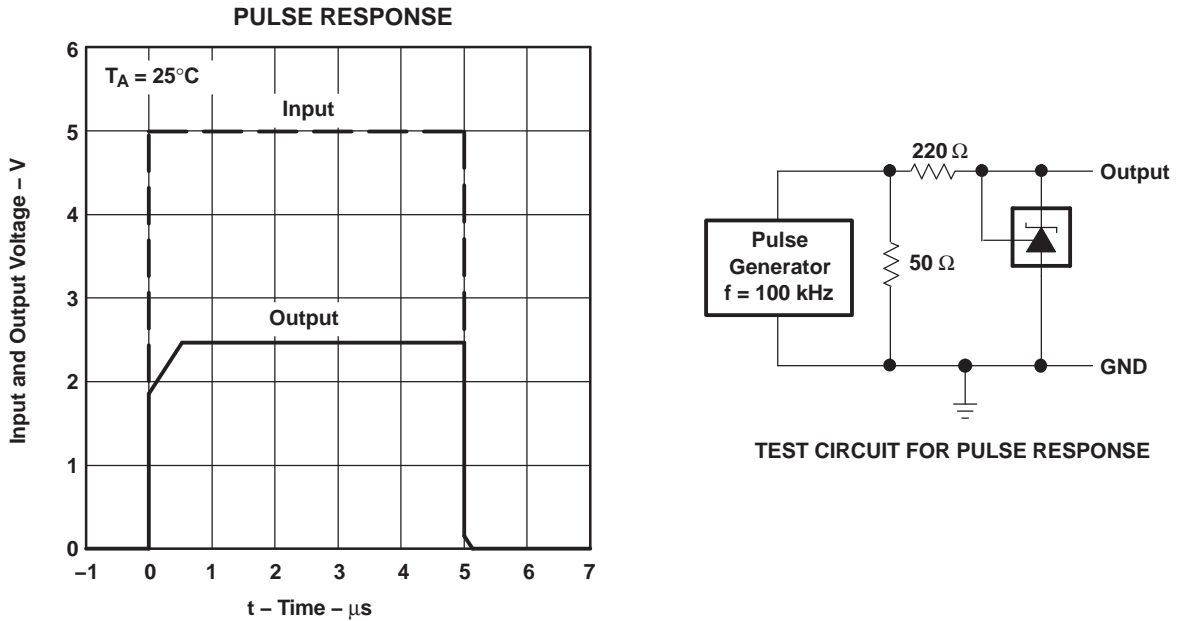 PULSE RESPONSE
TA = 25°C
Input
Output
Input and Output Voltage – V
6
5
4
3
2
1
0
–1 0 1 2 3 4 5 6 7
t – Time – μs
220 Ω
Output
Pulse
Generator
f = 100 kHz
50 Ω
GND
TEST CIRCUIT FOR PULSE RESPONSE